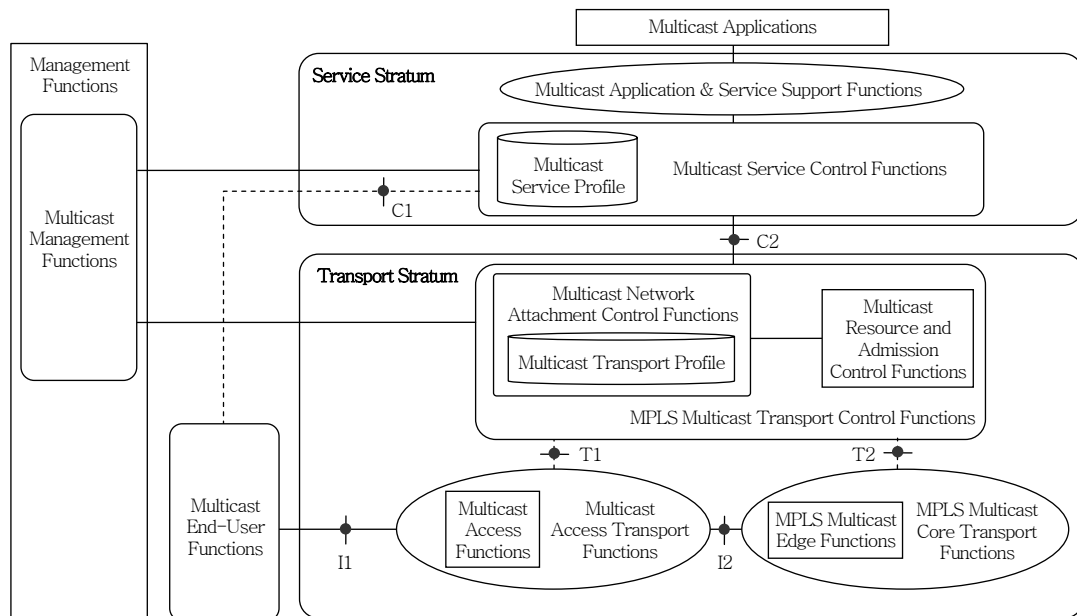 Multicast Applications
Management
Functions
Service Stratum
Multicast Application & Service Support Functions
Multicast
Service Profile
Multicast Service Control Functions
C1
Multicast
Management
Functions
C2
Transport Stratum
Multicast Network
Attachment Control Functions
Multicast Transport Profile
Multicast
Resource and
Admission
Control Functions
MPLS Multicast Transport Control Functions
T1
T2
Multicast
End-User
Functions
I1
Multicast
Access
Functions
Multicast
Access Transport
Functions
I2
MPLS Multicast
Edge Functions
MPLS Multicast
Core Transport
Functions